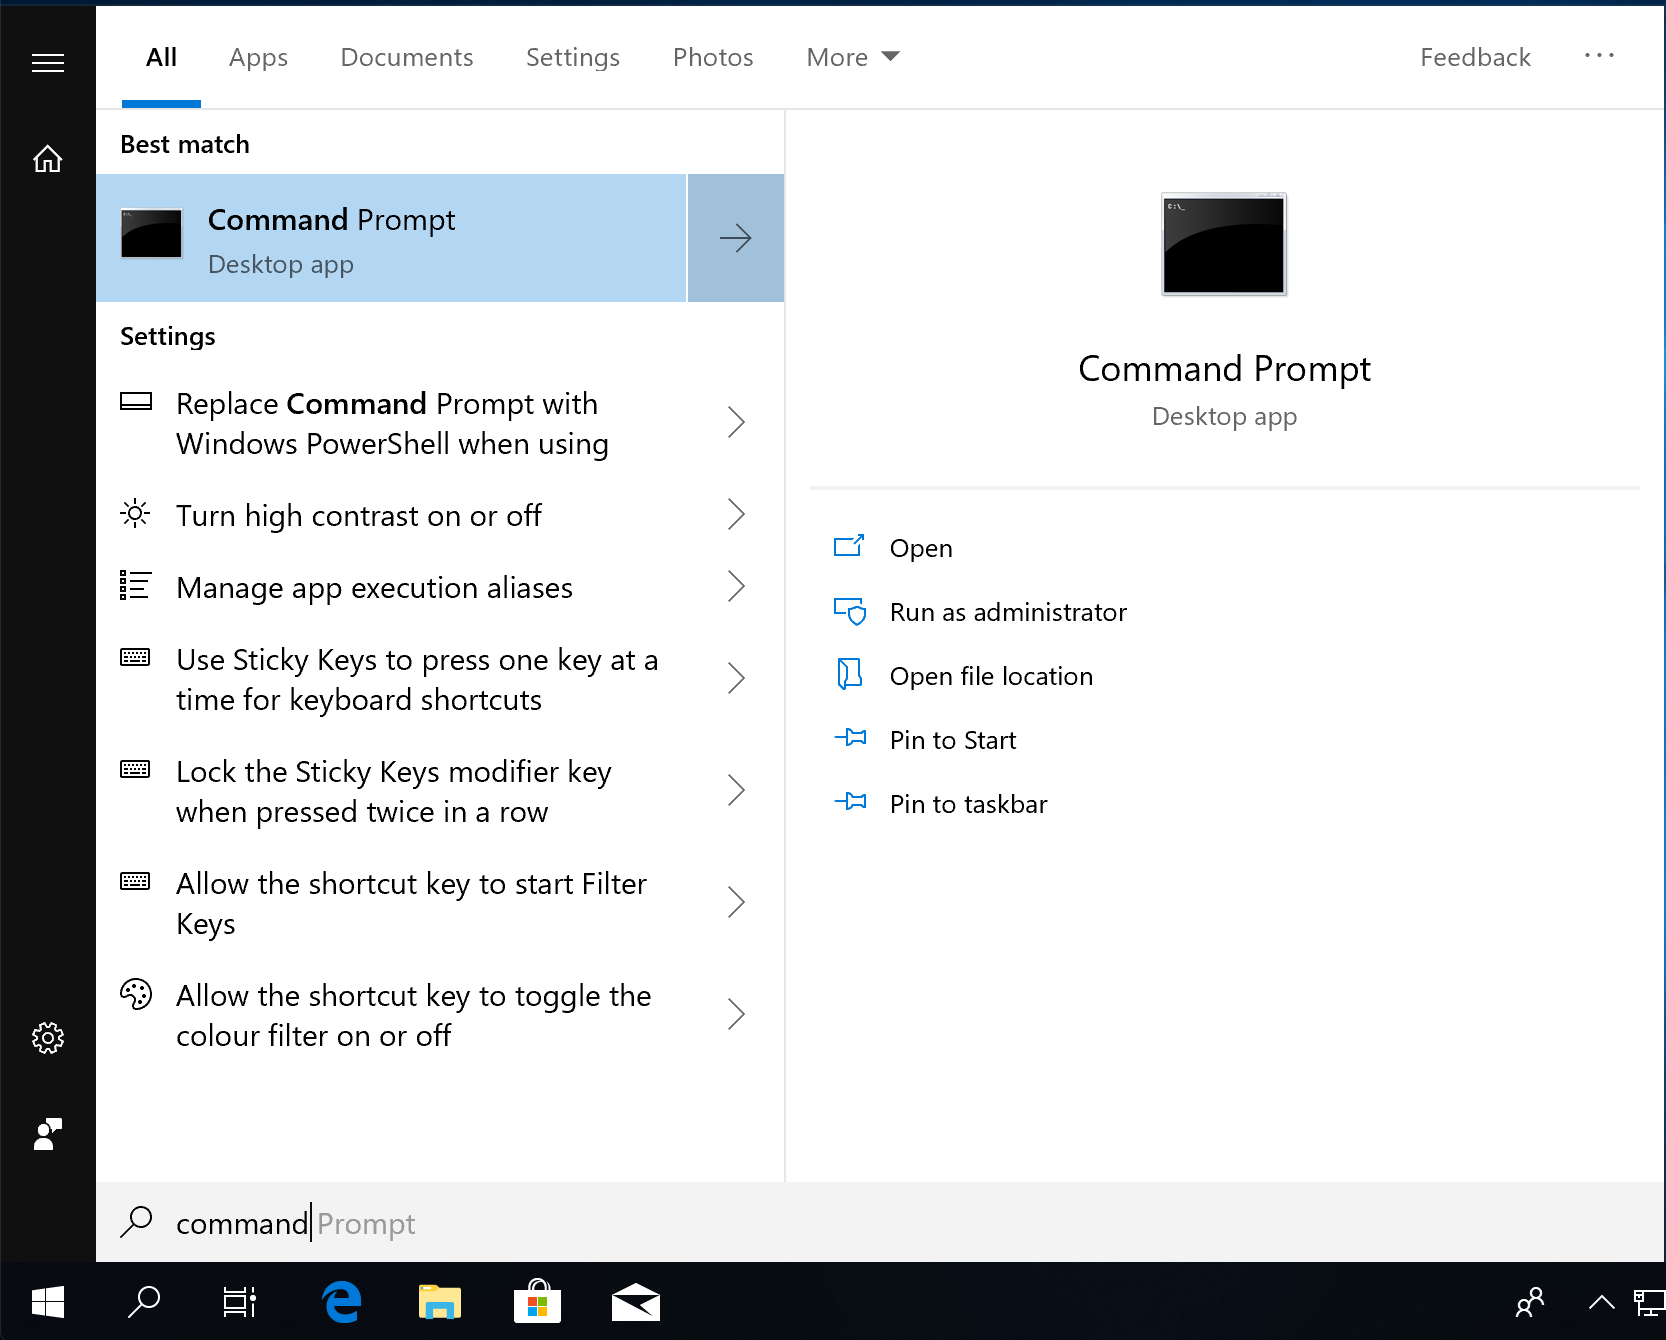 All
Apps
Documents
Settings
Photos
More
Feedback
Best match
Command Prompt
Desktop app
Settings
Replace Command Prompt with
Windows PowerShell when using
Turn high contrast on or off
Manage app execution aliases
Use Sticky Keys to press one key at a
time for keyboard shortcuts
Lock the Sticky Keys modifier key
when pressed twice in a row
Allow the shortcut key to start Filter
Keys
Allow the shortcut key to toggle the
colour filter on or off
C:\_
Command Prompt
Desktop app
Open
Run as administrator
Open file location
Pin to Start
Pin to taskbar
command Prompt